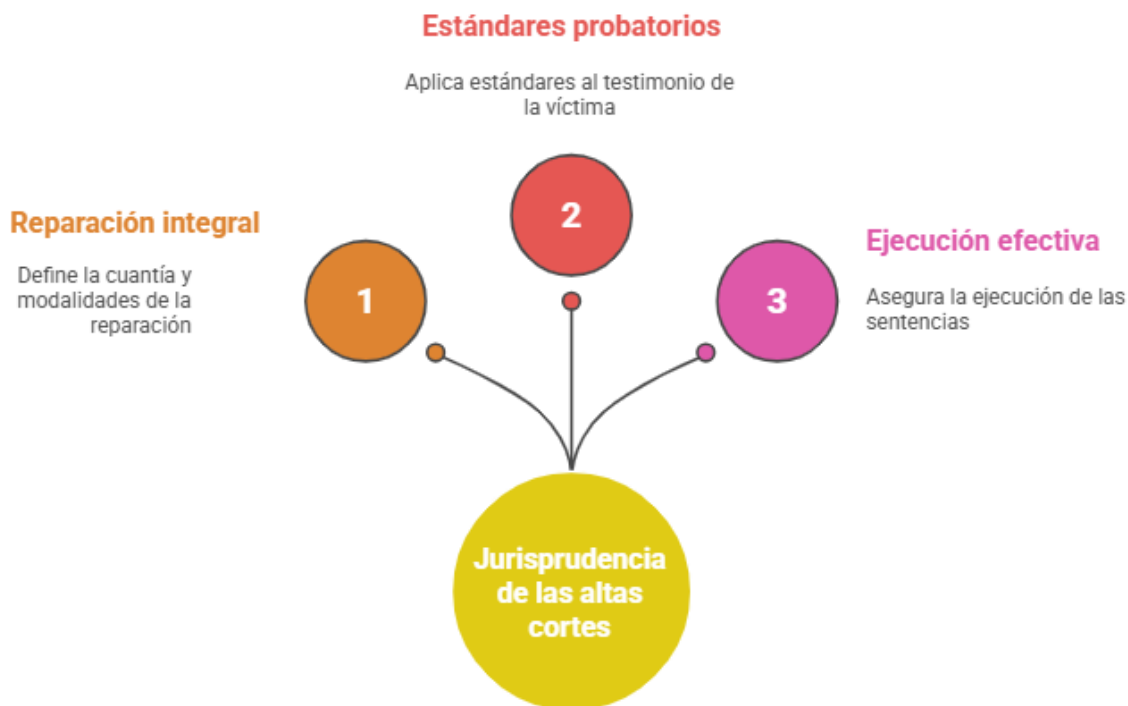 Estándares probatorios
Aplica estándares al testimonio de
la víctima
Reparación integral
Define la cuantía y
modalidades de la
reparación
1
2
3
Ejecución efectiva
Asegura la ejecución de las
sentencias
Jurisprudencia
de las altas
cortes